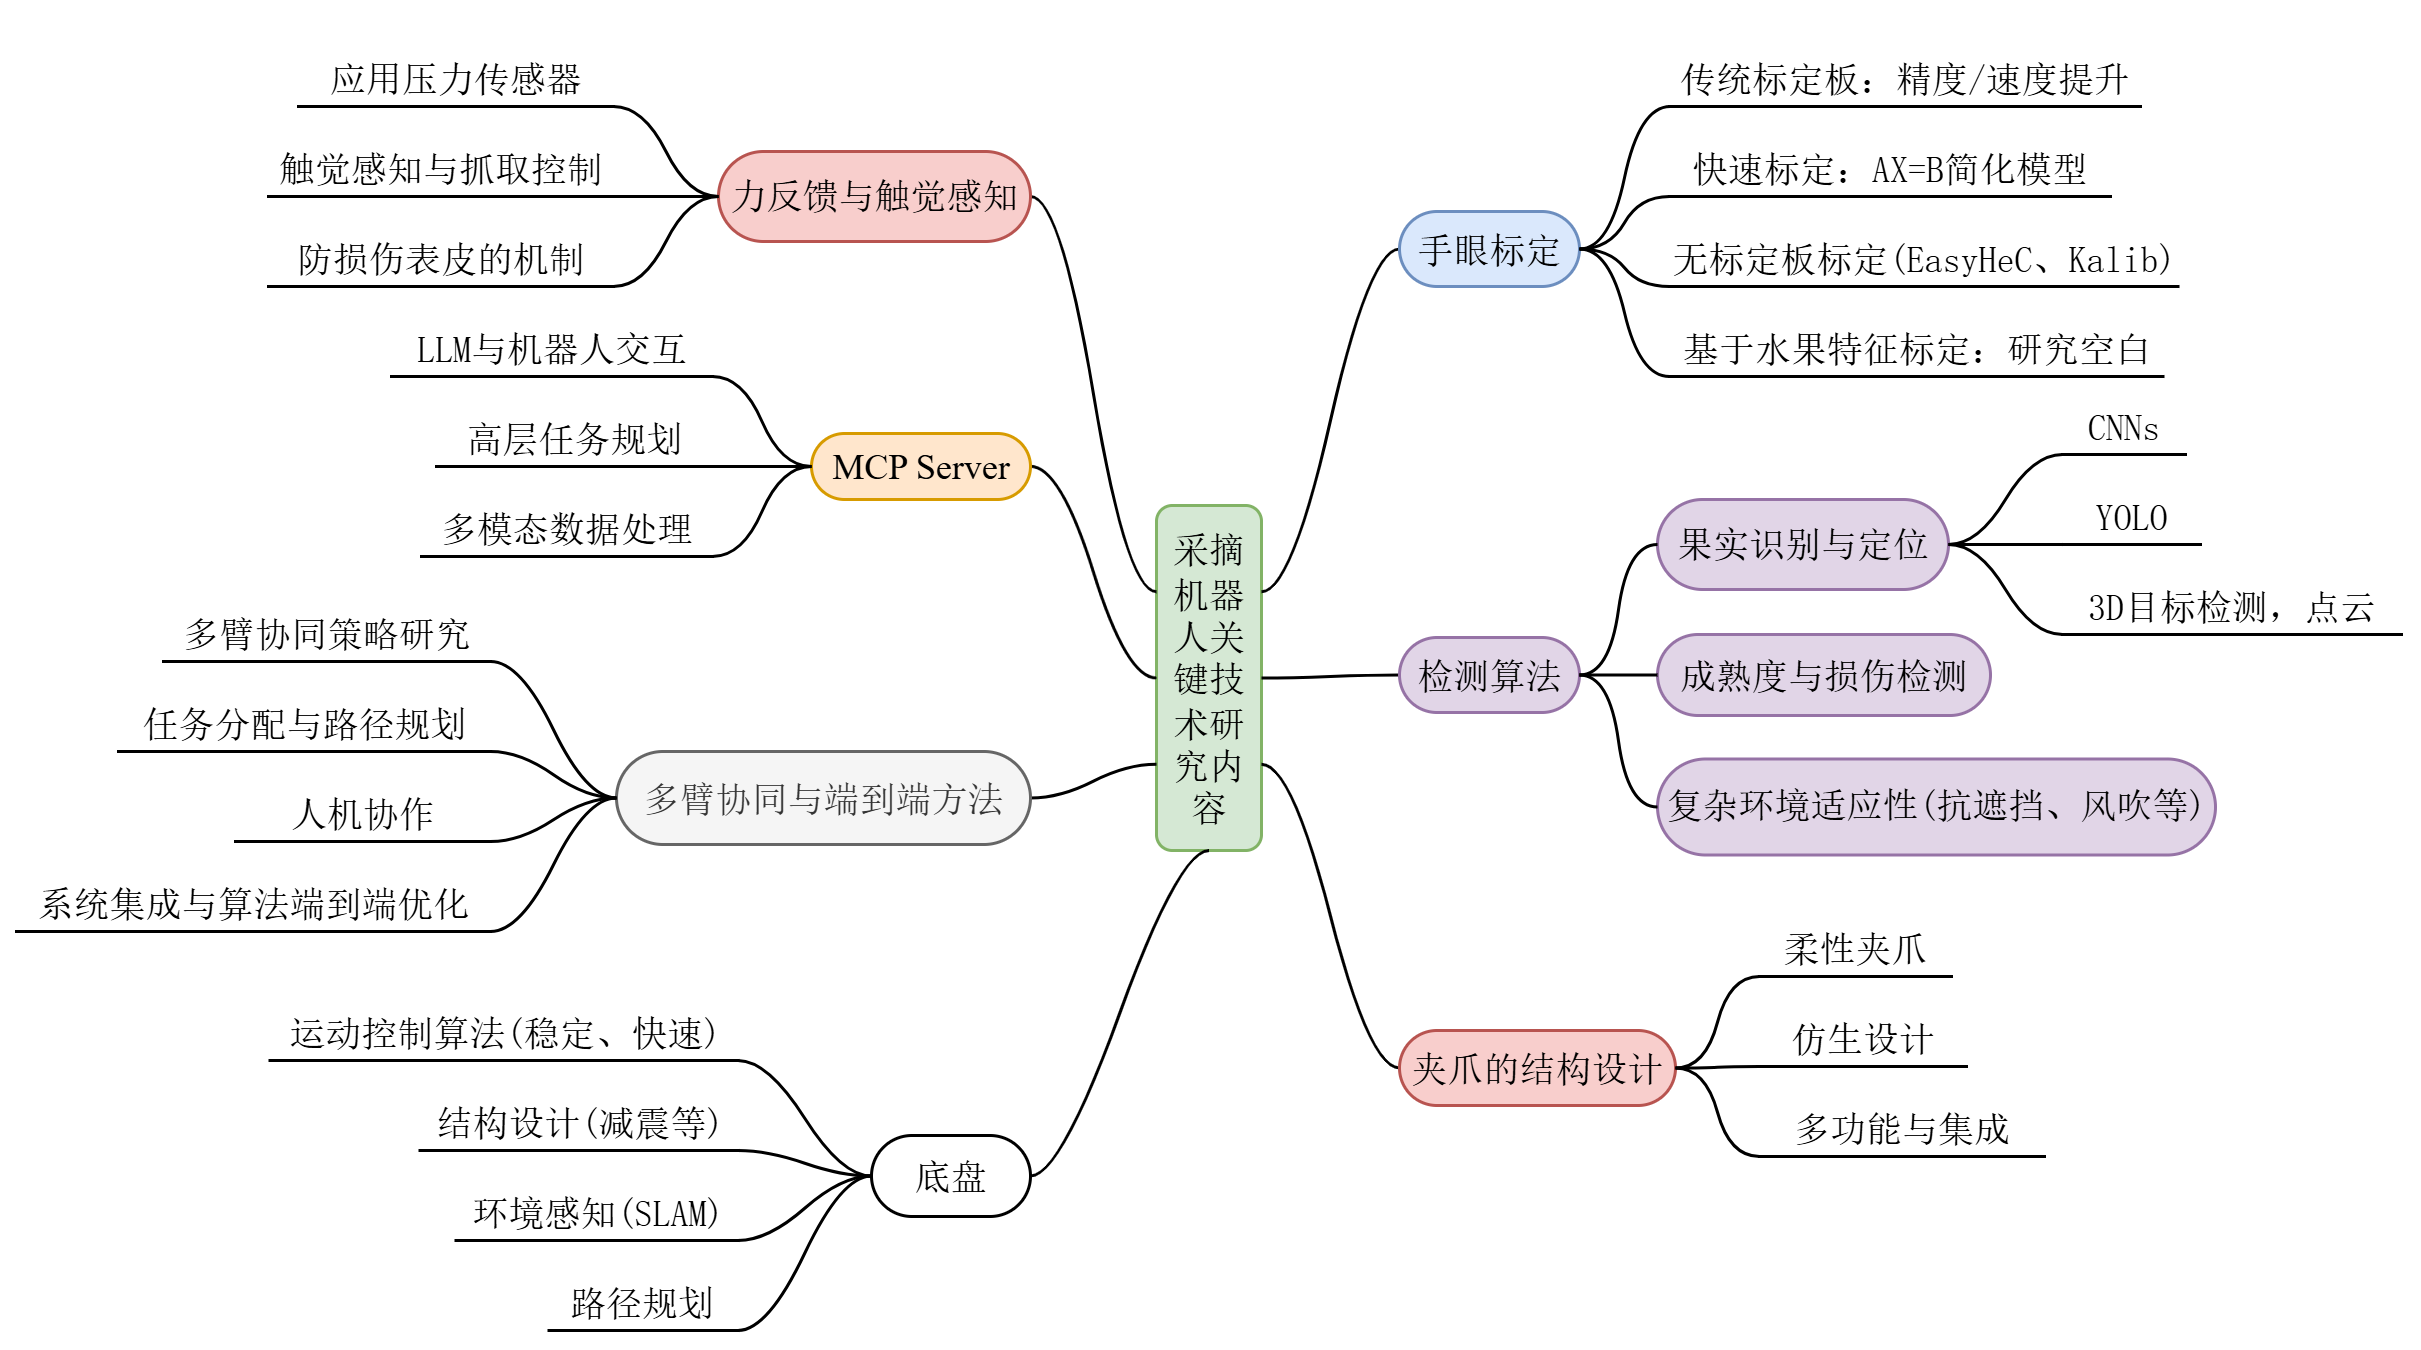 应用压力传感器
触觉感知与抓取控制
防损伤表皮的机制
力反馈与触觉感知
LLM与机器人交互
高层任务规划
多模态数据处理
MCP Server
多臂协同策略研究
任务分配与路径规划
人机协作
系统集成与算法端到端优化
多臂协同与端到端方法
运动控制算法(稳定、快速)
结构设计(减震等)
环境感知(SLAM)
路径规划
底盘
采摘
机器
人关
键技
术研
究内
容
手眼标定
传统标定板：精度/速度提升
快速标定：AX=B简化模型
无标定板标定(EasyHeC、Kalib)
基于水果特征标定：研究空白
检测算法
果实识别与定位
CNNs
YOLO
3D目标检测，点云
成熟度与损伤检测
复杂环境适应性(抗遮挡、风吹等)
夹爪的结构设计
柔性夹爪
仿生设计
多功能与集成